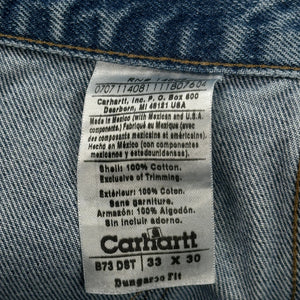 070711408111807604
Carhartt, Inc. P. O. Box 600
Dearborn, MI 48121 USA
Made in Mexico (with Mexican and U.S.A.
components.) Fabriqué au Mexique (avec
des composants mexicains et américains.)
Hecho en México (con componentes
mexicanos y estadounidenses.)
Shell: 100% Cotton.
Exclusive of Trimming.
Extérieur: 100% Coton.
Sans garniture.
Armazón: 100% Algodón.
Sin incluir adorno.
Carhartt
B73 DST 33 X 30
Dungaree Fit